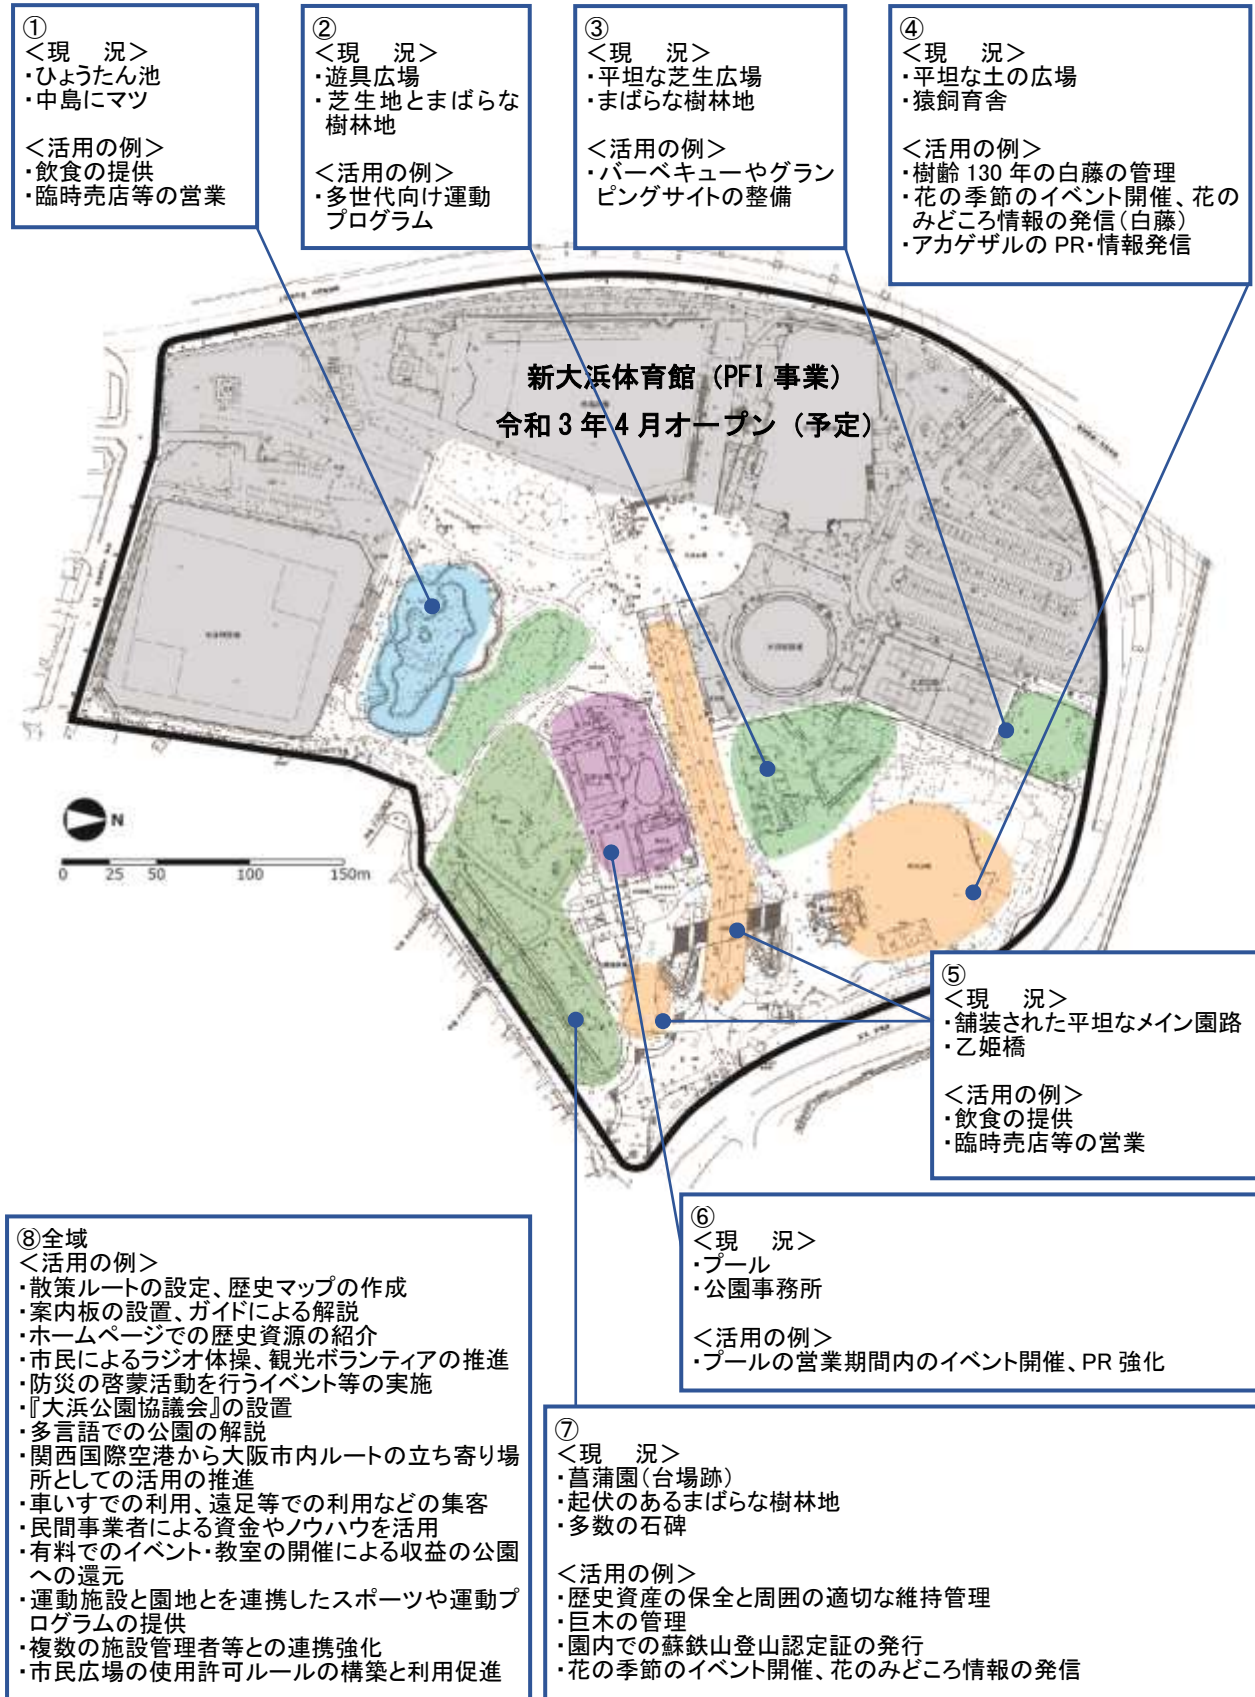 ①
＜現　況＞
・ひょうたん池
・中島にマツ
＜活用の例＞
・飲食の提供
・臨時売店等の営業
②
＜現　況＞
・遊具広場
・芝生地とまばらな
樹林地
＜活用の例＞
・多世代向け運動
プログラム
③
＜現　況＞
・平坦な芝生広場
・まばらな樹林地
＜活用の例＞
・バーベキューやグラン
ピングサイトの整備
④
＜現　況＞
・平坦な土の広場
・猿飼育舎
＜活用の例＞
・樹齢 130 年の白藤の管理
・花の季節のイベント開催、花の
みどころ情報の発信（白藤）
・アカゲザルの PR・情報発信
新大浜体育館（PFI 事業）
令和 3 年 4 月オープン（予定）
N
0 25 50 100 150m
⑤
＜現　況＞
・舗装された平坦なメイン園路
・乙姫橋
＜活用の例＞
・飲食の提供
・臨時売店等の営業
⑥
＜現　況＞
・プール
・公園事務所
＜活用の例＞
・プールの営業期間内のイベント開催、PR 強化
⑦
＜現　況＞
・菖蒲園（台場跡）
・起伏のあるまばらな樹林地
・多数の石碑
＜活用の例＞
・歴史資産の保全と周囲の適切な維持管理
・巨木の管理
・園内での蘇鉄山登山認定証の発行
・花の季節のイベント開催、花のみどころ情報の発信
⑧全域
＜活用の例＞
・散策ルートの設定、歴史マップの作成
・案内板の設置、ガイドによる解説
・ホームページでの歴史資源の紹介
・市民によるラジオ体操、観光ボランティアの推進
・防災の啓蒙活動を行うイベント等の実施
・『大浜公園協議会』の設置
・多言語での公園の解説
・関西国際空港から大阪市内ルートの立ち寄り場
所としての活用の推進
・車いすでの利用、遠足等での利用などの集客
・民間事業者による資金やノウハウを活用
・有料でのイベント・教室の開催による収益の公園
への還元
・運動施設と園地とを連携したスポーツや運動プ
ログラムの提供
・複数の施設管理者等との連携強化
・市民広場の使用許可ルールの構築と利用促進